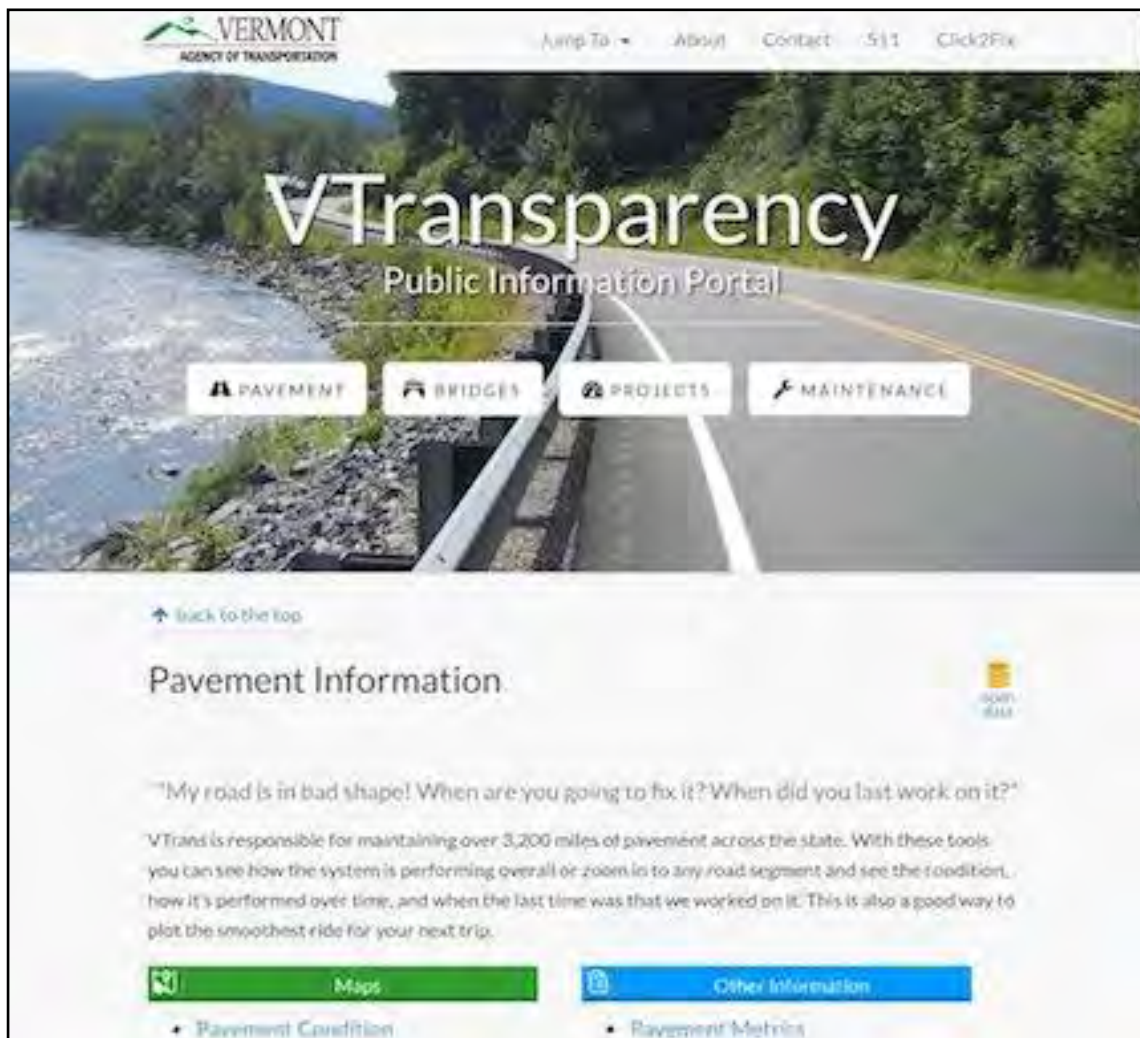 VERMONT
AGENCY OF TRANSPORTATION
Jump To About Contact 511 Click2Fix
VTransparency
Public Information Portal
PAVEMENT BRIDGES PROJECTS MAINTENANCE
back to the top
Pavement Information
open
data
"My road is in bad shape! When are you going to fix it? When did you last work on it?"
VTrans is responsible for maintaining over 3,200 miles of pavement across the state. With these tools
you can see how the system is performing overall or zoom in to any road segment and see the condition,
how it's performed over time, and when the last time was that we worked on it. This is also a good way to
plot the smoothest ride for your next trip.
Maps Other Information
• Pavement Condition • Pavement Metrics